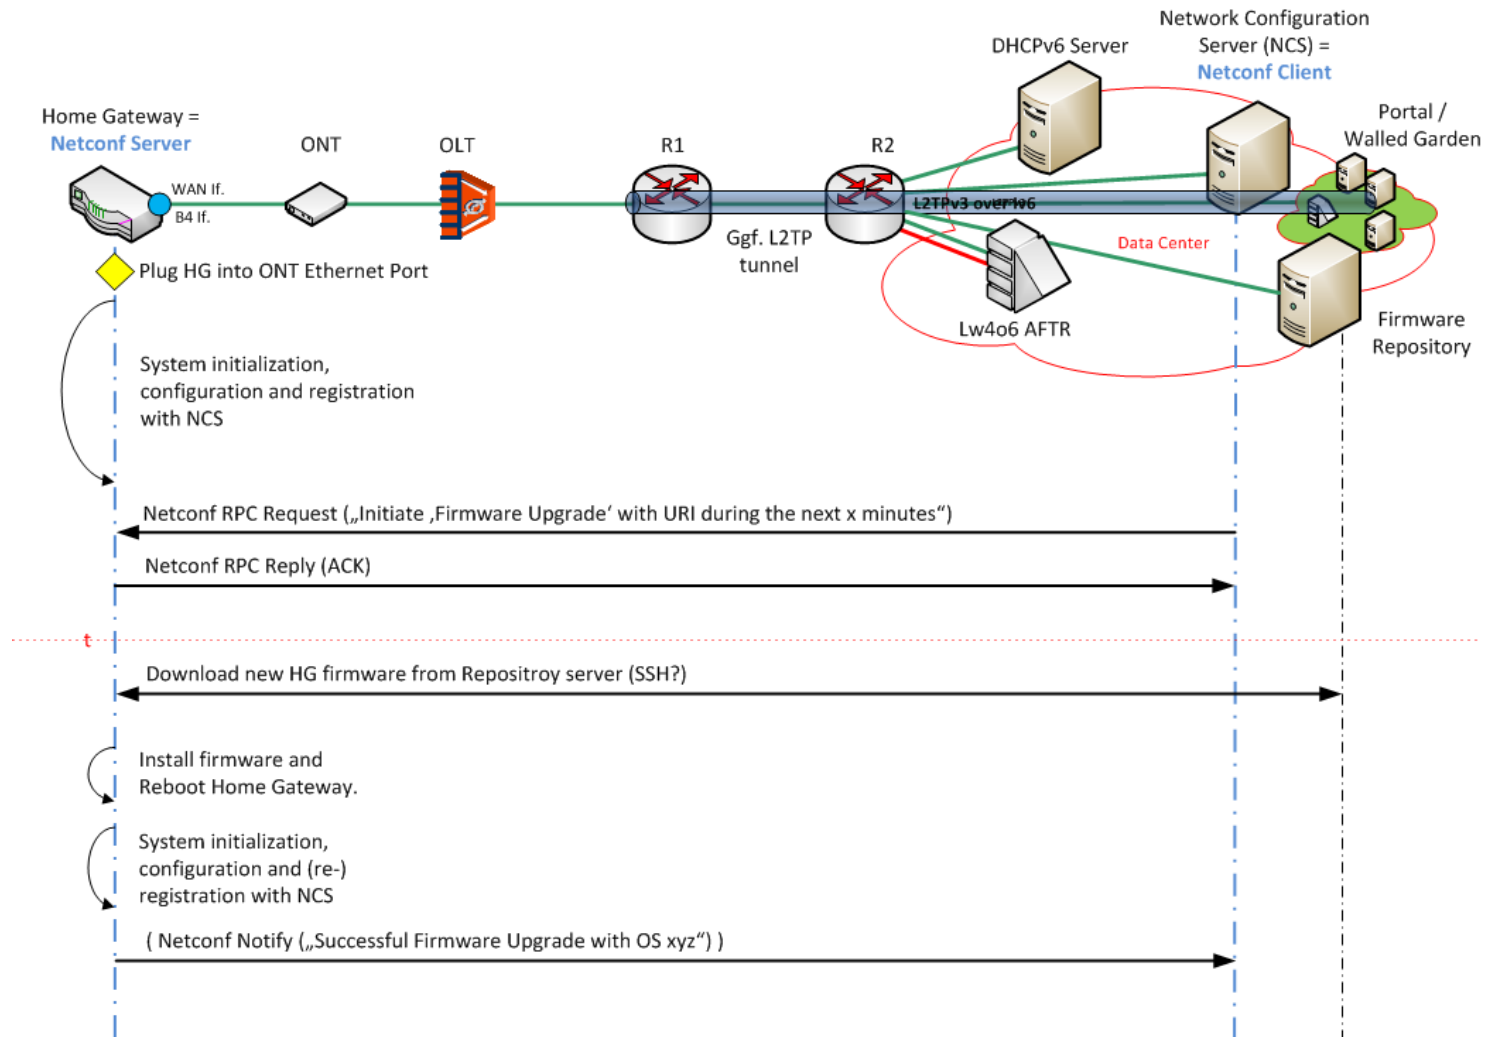 Network Configuration
Server (NCS) =
Netconf Client
DHCPv6 Server
Portal /
Walled Garden
Home Gateway =
Netconf Server
ONT
OLT
R1
R2
WAN If.
B4 If.
L2TPv3 over
Ggf. L2TP
tunnel
Data Center
Plug HG into ONT Ethernet Port
Lw4o6 AFTR
Firmware
Repository
System initialization,
configuration and registration
with NCS
Netconf RPC Request („Initiate ‚Firmware Upgrade‘ with URI during the next x minutes“)
Netconf RPC Reply (ACK)
t
Download new HG firmware from Repositroy server (SSH?)
Install firmware and
Reboot Home Gateway.
System initialization,
configuration and (re-)
registration with NCS
( Netconf Notify („Successful Firmware Upgrade with OS xyz“) )